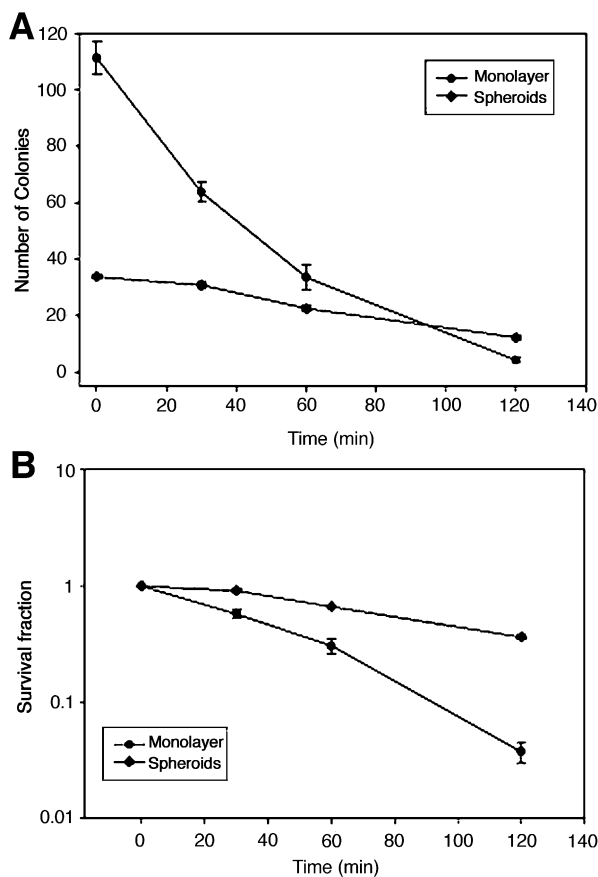 A
120
100
80
60
40
20
0
Number of Colonies
Monolayer
Spheroids
0 20 40 60 80 100 120 140
Time (min)
B
10
1
0.1
0.01
Survival fraction
Monolayer
Spheroids
0 20 40 60 80 100 120 140
Time (min)